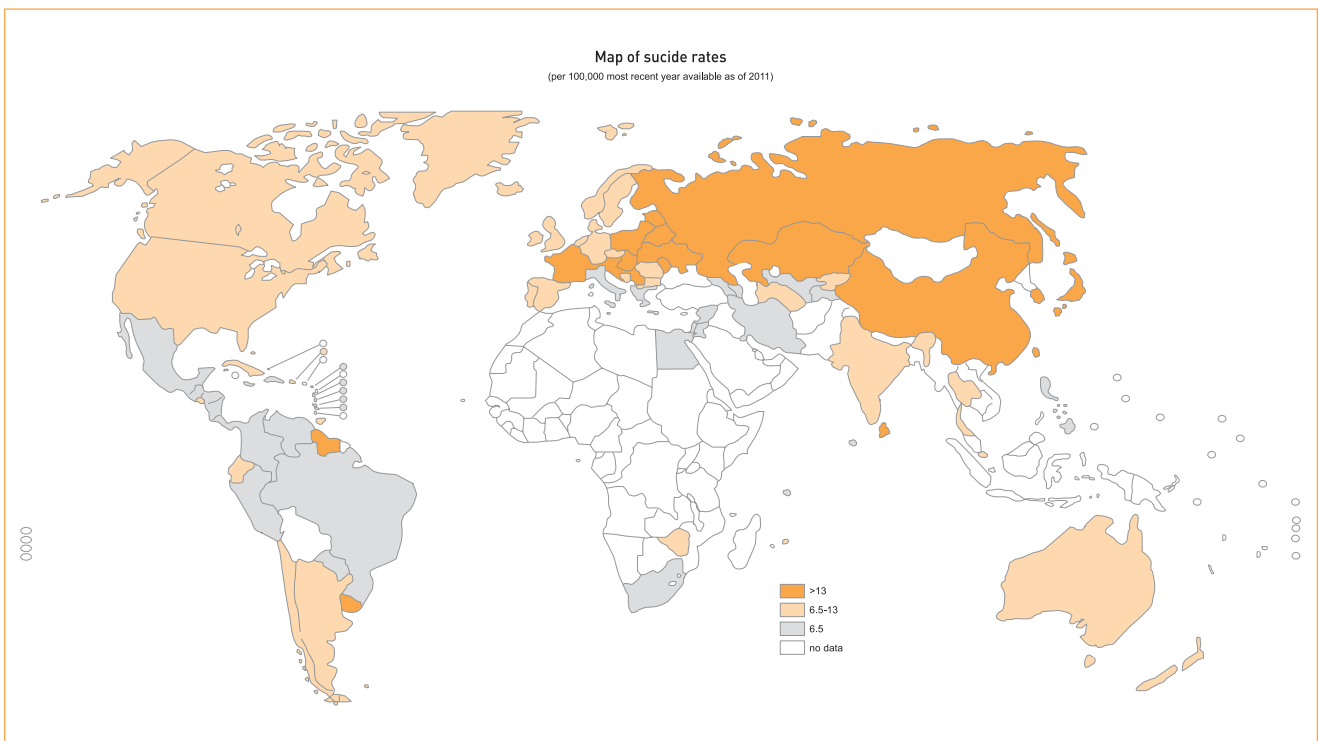 Map of sucide rates
(per 100,000 most recent year available as of 2011)
>13
6.5-13
6.5
no data